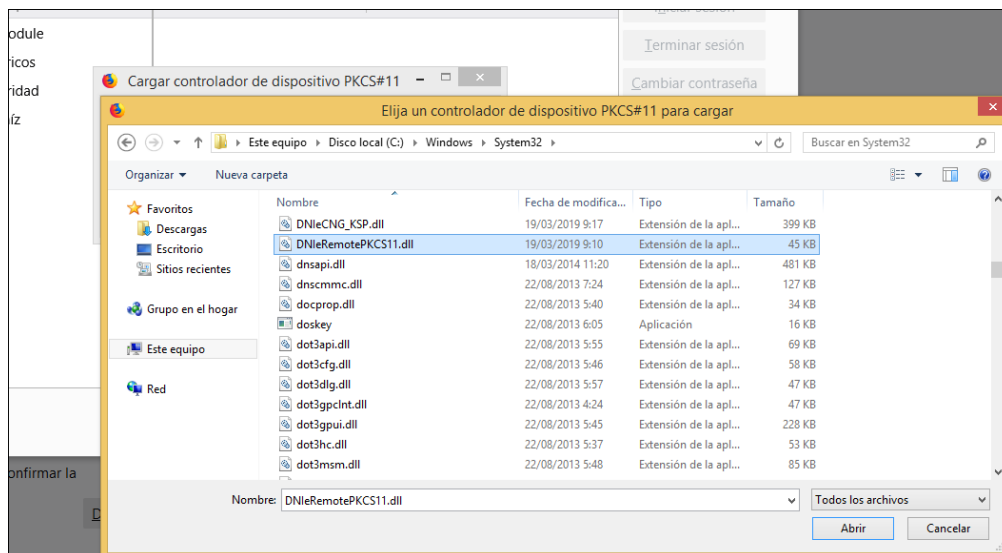 odule
Terminar sesión
ricos
Cargar controlador de dispositivo PKCS#11
Cambiar contraseña
ridad
íz
Elija un controlador de dispositivo PKCS#11 para cargar
Este equipo Disco local (C:) Windows System32
Buscar en System32
Organizar Nueva carpeta
Favoritos
Descargas
Escritorio
Sitios recientes
Grupo en el hogar
Este equipo
Red
Nombre Fecha de modifica... Tipo Tamaño
DNIeCNG_KSP.dll 19/03/2019 9:17 Extensión de la apl... 399 KB
DNIeRemotePKCS11.dll 19/03/2019 9:10 Extensión de la apl... 45 KB
dnsapi.dll 18/03/2014 11:20 Extensión de la apl... 481 KB
dnscmmc.dll 22/08/2013 7:24 Extensión de la apl... 127 KB
docprop.dll 22/08/2013 5:40 Extensión de la apl... 34 KB
doskey 22/08/2013 6:05 Aplicación 16 KB
dot3api.dll 22/08/2013 5:55 Extensión de la apl... 69 KB
dot3cfg.dll 22/08/2013 5:46 Extensión de la apl... 58 KB
dot3dlg.dll 22/08/2013 5:57 Extensión de la apl... 47 KB
dot3gpclnt.dll 22/08/2013 4:24 Extensión de la apl... 47 KB
dot3gpui.dll 22/08/2013 5:45 Extensión de la apl... 228 KB
dot3hc.dll 22/08/2013 5:37 Extensión de la apl... 53 KB
dot3msm.dll 22/08/2013 5:48 Extensión de la apl... 85 KB
onfirmar la
Nombre: DNIeRemotePKCS11.dll
Todos los archivos
Abrir Cancelar